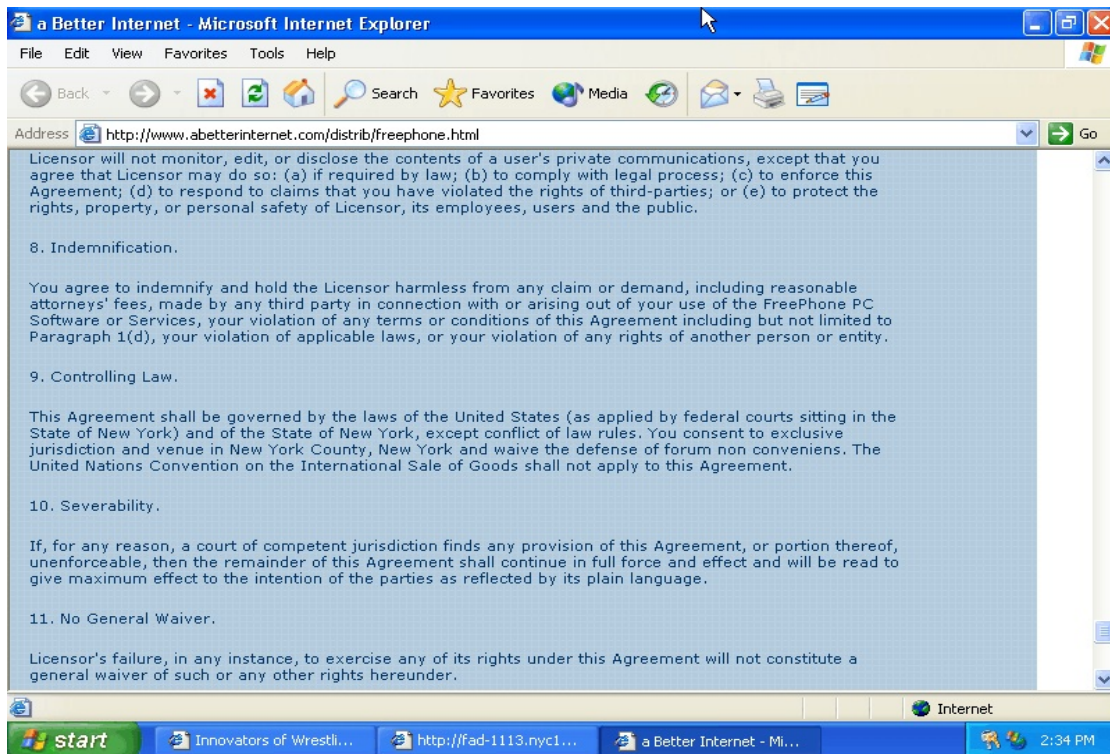 a Better Internet - Microsoft Internet Explorer
File Edit View Favorites Tools Help
Back Search Favorites Media
Address http://www.abetterinternet.com/distrib/freephone.html Go
Licensor will not monitor, edit, or disclose the contents of a user's private communications, except that you
agree that Licensor may do so: (a) if required by law; (b) to comply with legal process; (c) to enforce this
Agreement; (d) to respond to claims that you have violated the rights of third-parties; or (e) to protect the
rights, property, or personal safety of Licensor, its employees, users and the public.
8. Indemnification.
You agree to indemnify and hold the Licensor harmless from any claim or demand, including reasonable
attorneys' fees, made by any third party in connection with or arising out of your use of the FreePhone PC
Software or Services, your violation of any terms or conditions of this Agreement including but not limited to
Paragraph 1(d), your violation of applicable laws, or your violation of any rights of another person or entity.
9. Controlling Law.
This Agreement shall be governed by the laws of the United States (as applied by federal courts sitting in the
State of New York) and of the State of New York, except conflict of law rules. You consent to exclusive
jurisdiction and venue in New York County, New York and waive the defense of forum non conveniens. The
United Nations Convention on the International Sale of Goods shall not apply to this Agreement.
10. Severability.
If, for any reason, a court of competent jurisdiction finds any provision of this Agreement, or portion thereof,
unenforceable, then the remainder of this Agreement shall continue in full force and effect and will be read to
give maximum effect to the intention of the parties as reflected by its plain language.
11. No General Waiver.
Licensor's failure, in any instance, to exercise any of its rights under this Agreement will not constitute a
general waiver of such or any other rights hereunder.
Internet
start Innovators of Wrestli... http://fad-1113.nyc1... a Better Internet - Mi... 2:34 PM